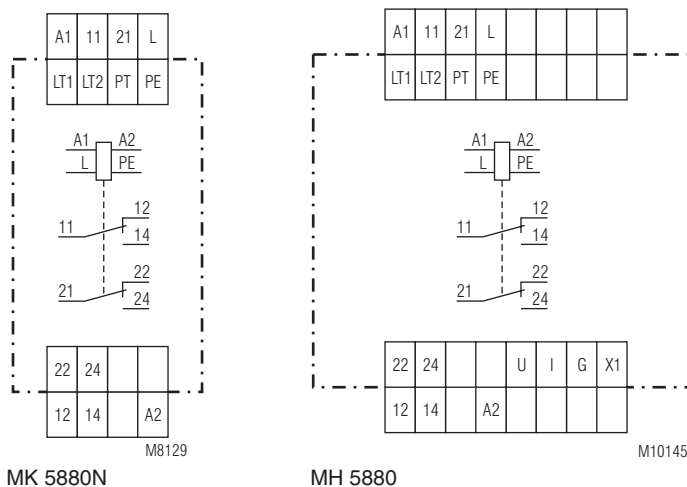 A1 11 21 L
LT1 LT2 PT PE
A1 A2
L PE
12
11 14
22
21 24
22 24
12 14 A2
M8129
MK 5880N
A1 11 21 L
LT1 LT2 PT PE
A1 A2
L PE
12
11 14
22
21 24
22 24 U I G X1
12 14 A2
M10145
MH 5880